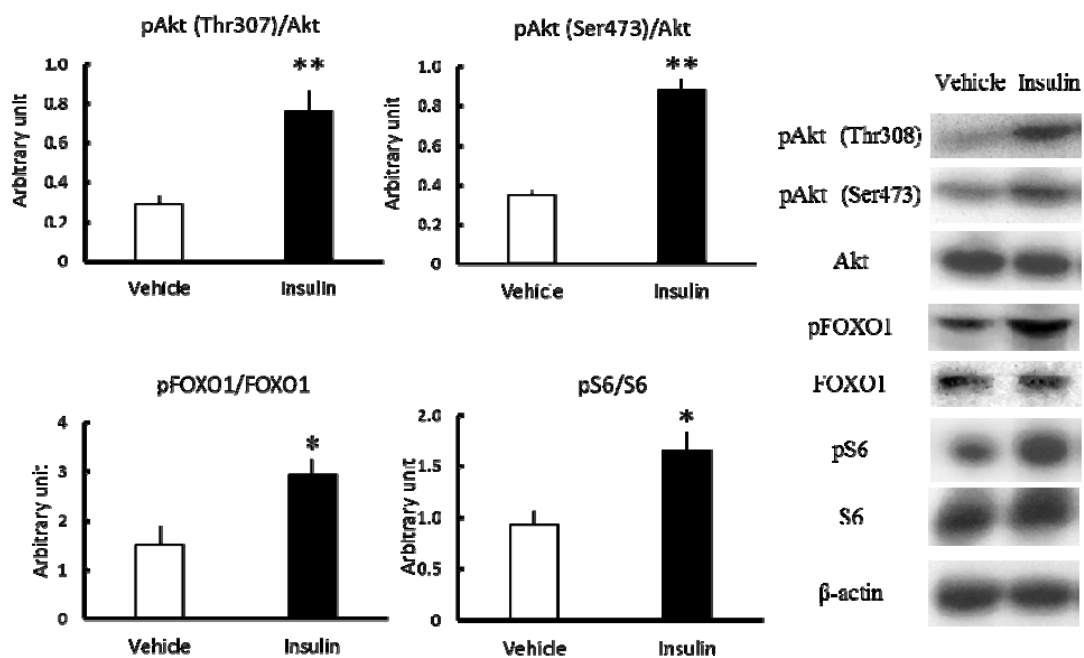 pAkt (Thr307)/Akt
**
1.0
0.8
0.6
0.4
0.2
0
Arbitrary unit
Vehicle
Insulin
pAkt (Ser473)/Akt
**
1.0
0.8
0.6
0.4
0.2
0
Arbitrary unit
Vehicle
Insulin
pFOXO1/FOXO1
*
4
3
2
1
0
Arbitrary unit
Vehicle
Insulin
pS6/S6
*
2.0
1.5
1.0
0.5
0
Arbitrary unit
Vehicle
Insulin
Vehicle Insulin
pAkt (Thr308)
pAkt (Ser473)
Akt
pFOXO1
FOXO1
pS6
S6
β-actin